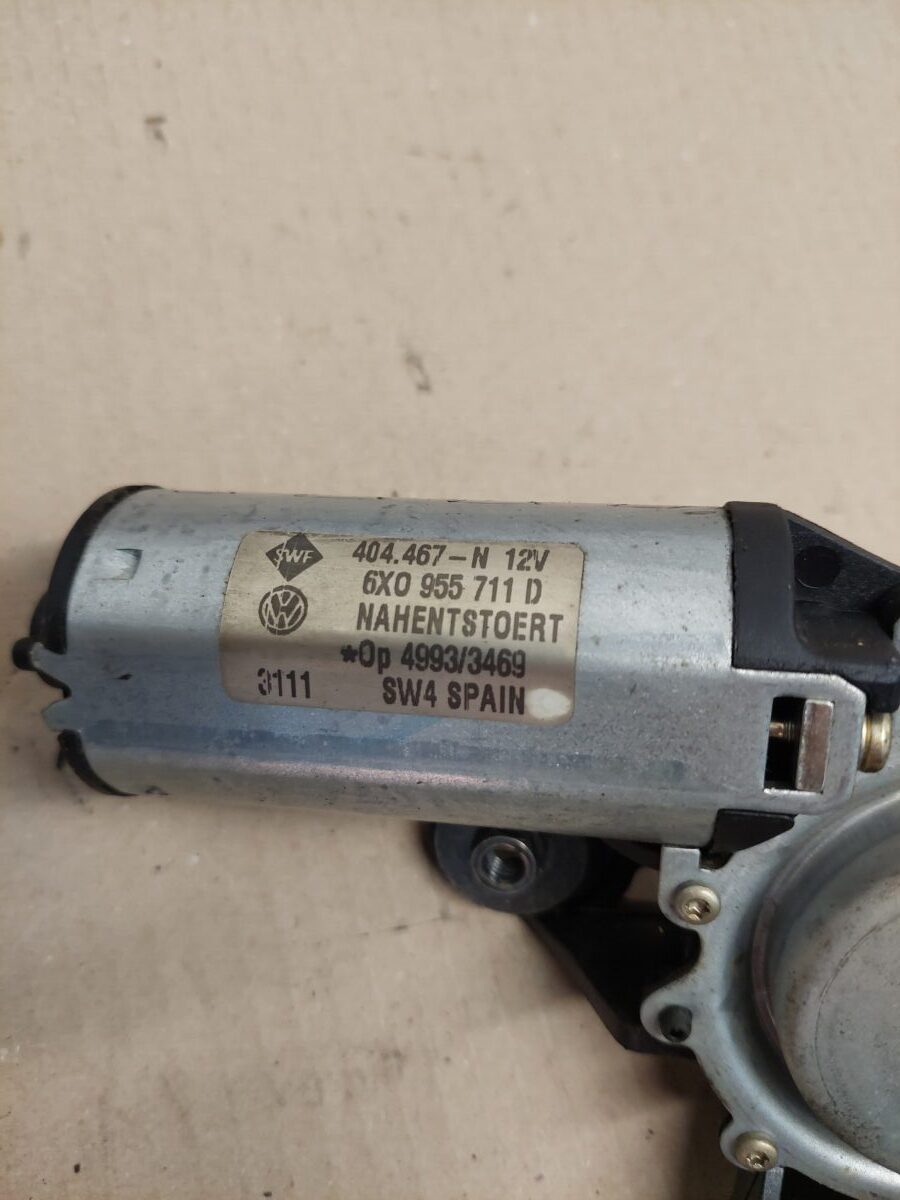 SWF 404.467-N 12V
6X0 955 711 D
NAHENTSTOERT
*Op 4993/3469
3111 SW4 SPAIN